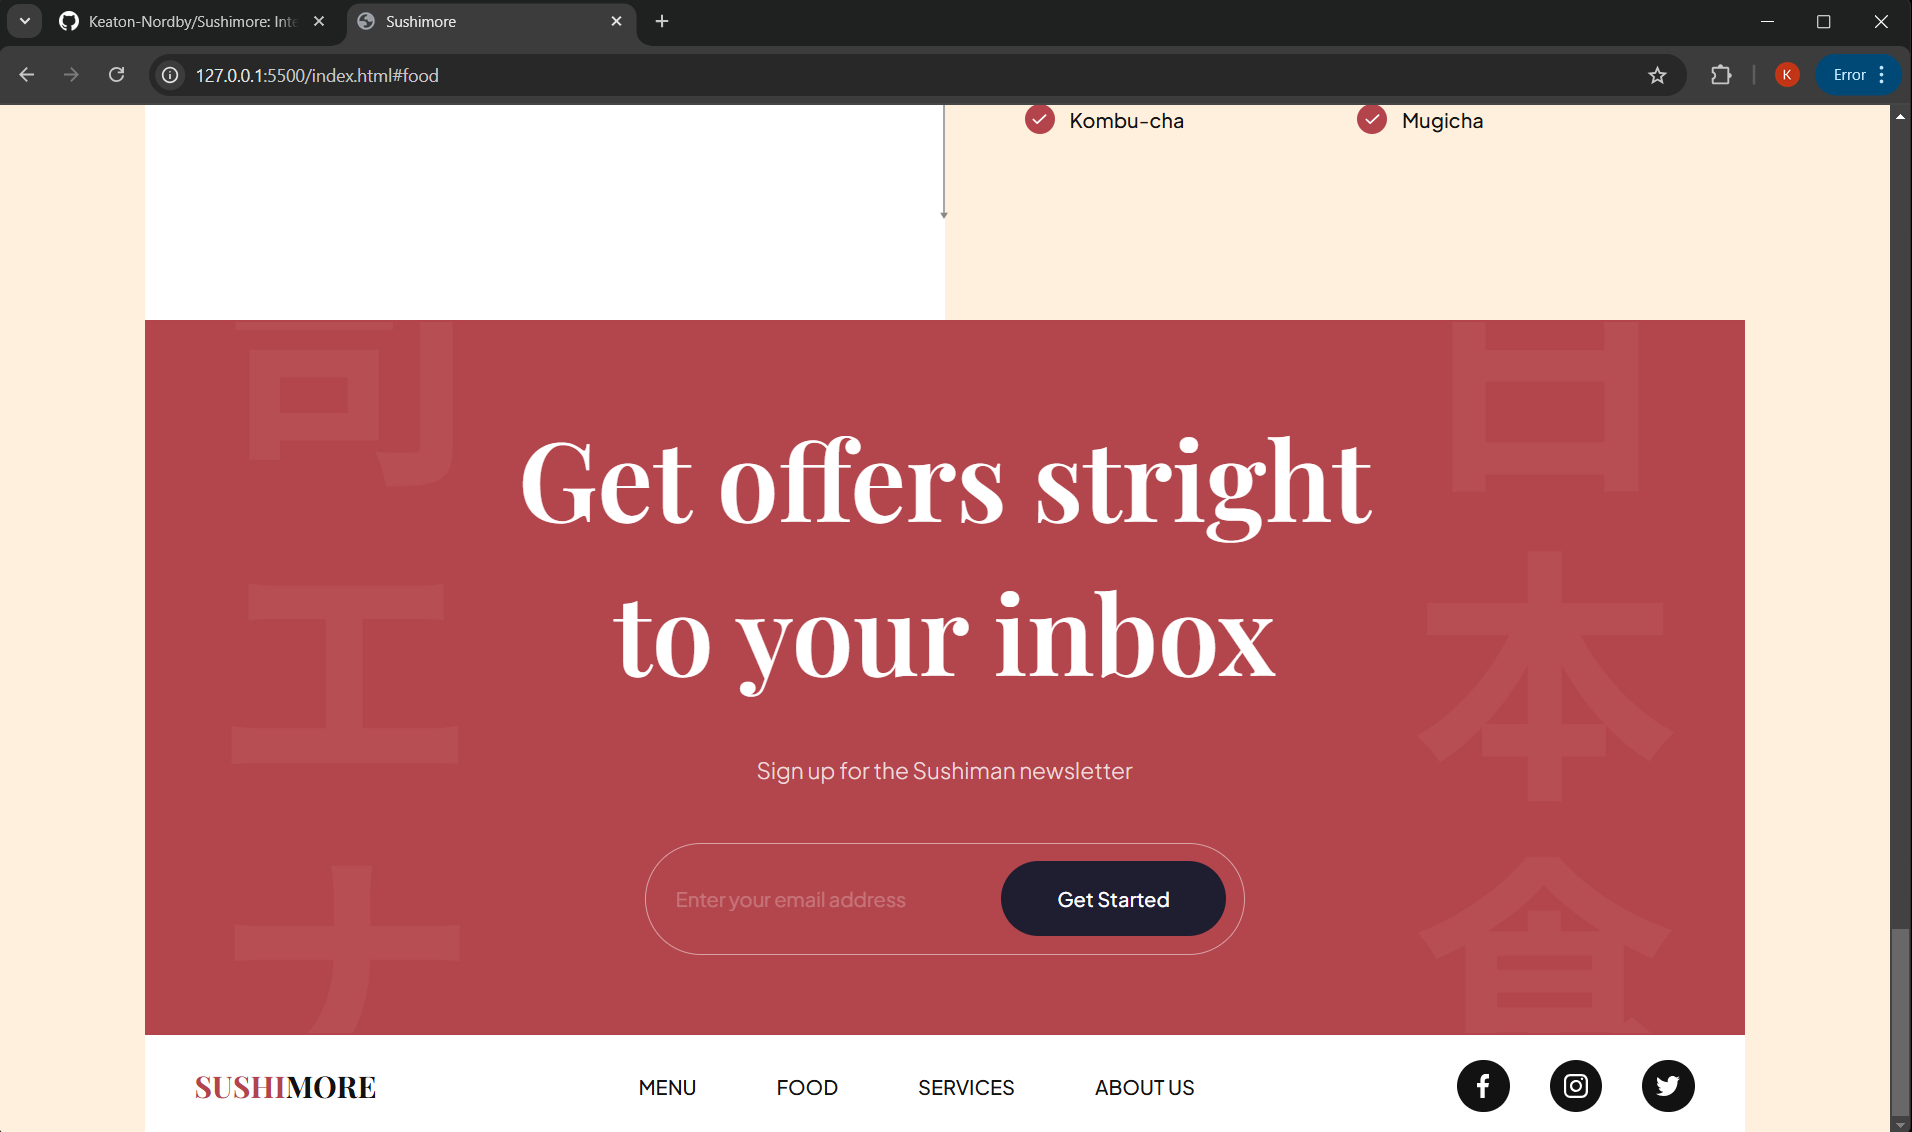 Keaton-Nordby/Sushimore: Inte
Sushimore
127.0.0.1:5500/index.html#food
K
Error
Kombu-cha
Mugicha
Get offers stright
to your inbox
Sign up for the Sushiman newsletter
Enter your email address
Get Started
司
工
ナ
日
本
食
SUSHIMORE
MENU
FOOD
SERVICES
ABOUT US